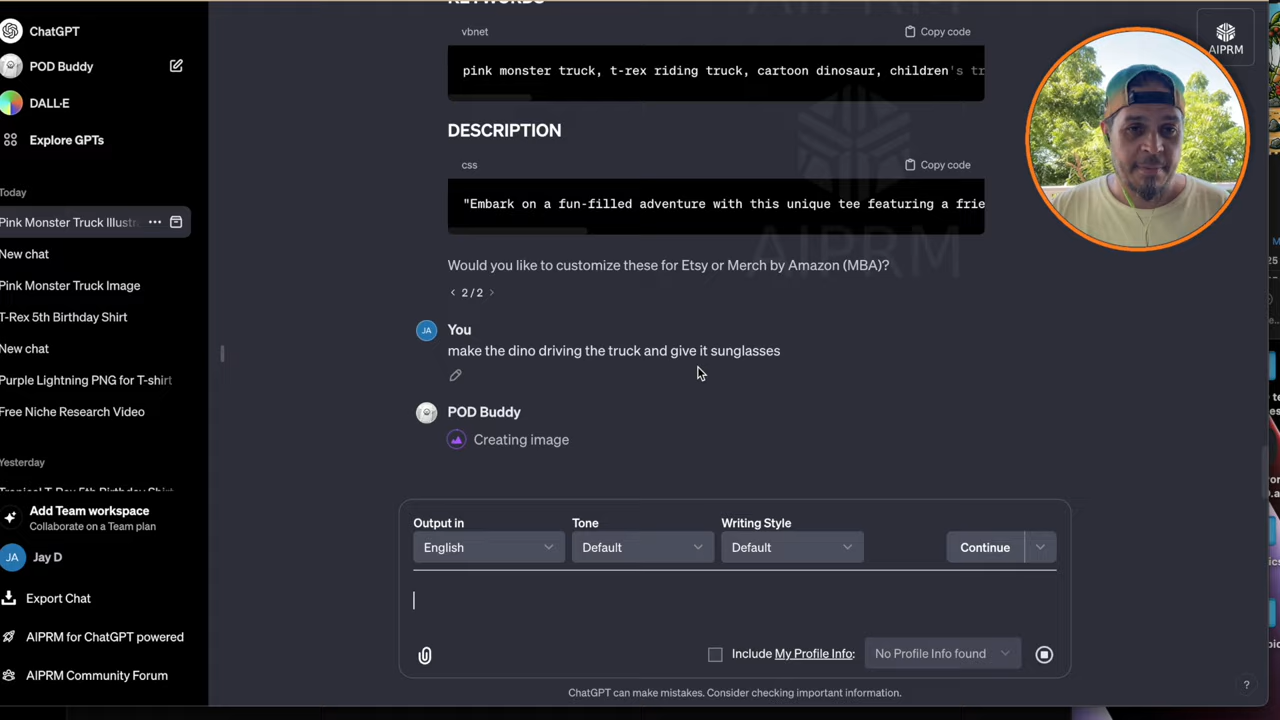 ChatGPT
POD Buddy
DALL·E
Explore GPTs
Today
Pink Monster Truck Illustr
New chat
Pink Monster Truck Image
T-Rex 5th Birthday Shirt
New chat
Purple Lightning PNG for T-shirt
Free Niche Research Video
Yesterday
Tropical T-Rex 5th Birthday Shirt
Add Team workspace
Collaborate on a Team plan
JA Jay D
Export Chat
AIPRM for ChatGPT powered
AIPRM Community Forum
KEYWORDS
vbnet Copy code
pink monster truck, t-rex riding truck, cartoon dinosaur, children's tr
DESCRIPTION
css Copy code
"Embark on a fun-filled adventure with this unique tee featuring a frie
Would you like to customize these for Etsy or Merch by Amazon (MBA)?
< 2 / 2 >
JA You
make the dino driving the truck and give it sunglasses
POD Buddy
Creating image
Output in Tone Writing Style
English Default Default Continue
Include My Profile Info: No Profile Info found
ChatGPT can make mistakes. Consider checking important information.
?
AIPRM
AIPRM